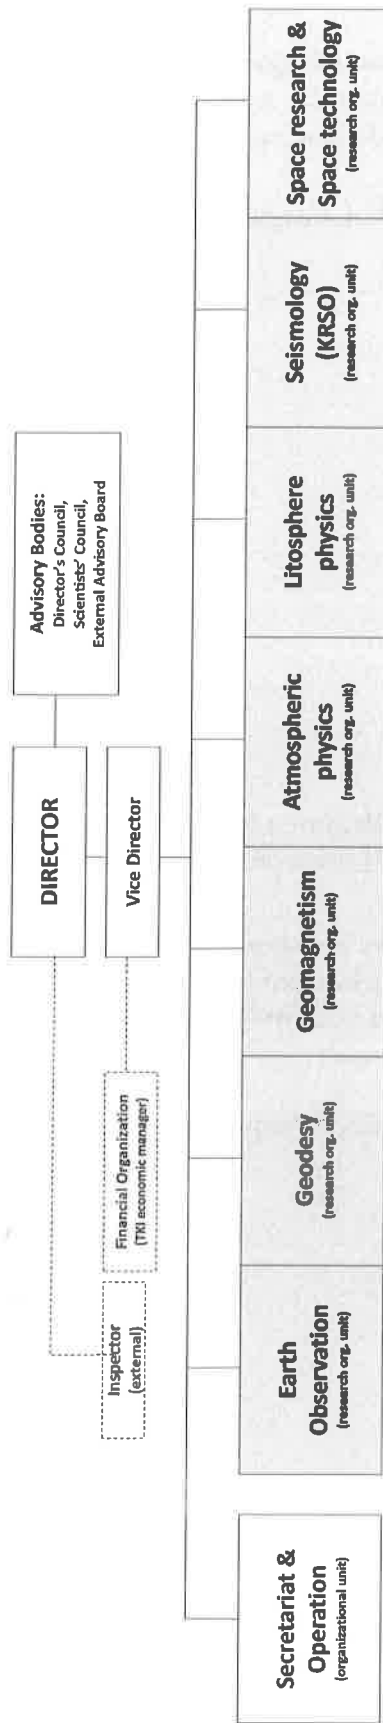 DIRECTOR
Advisory Bodies:
Director's Council,
Scientists' Council,
External Advisory Board
Inspector
(external)
Financial Organization
(TKI economic manager)
Vice Director
Secretariat &
Operation
(organizational unit)
Earth
Observation
(research org. unit)
Geodesy
(research org. unit)
Geomagnetism
(research org. unit)
Atmospheric
physics
(research org. unit)
Litosphere
physics
(research org. unit)
Seismology
(KRSO)
(research org. unit)
Space research &
Space technology
(research org. unit)